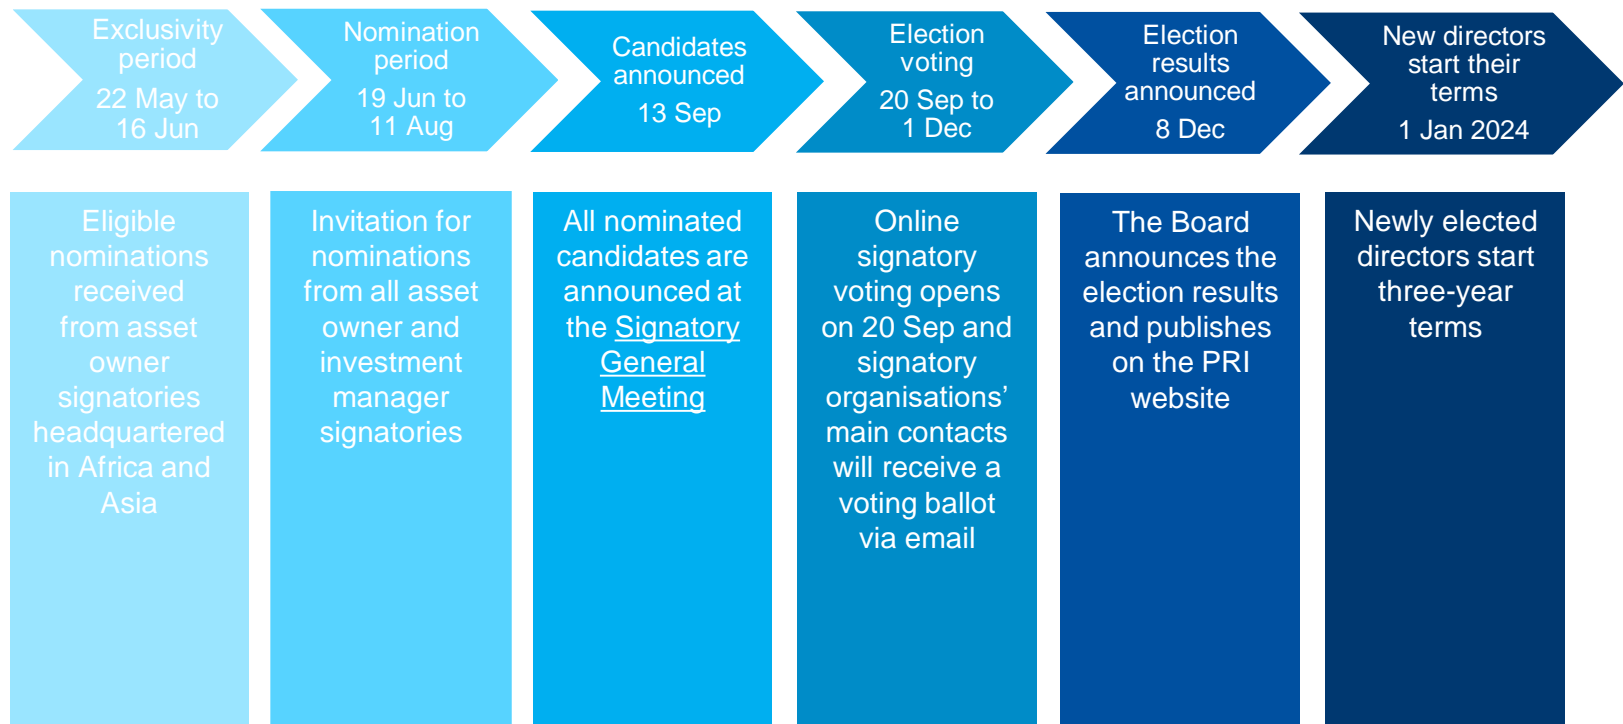 Exclusivity
period
22 May to
16 Jun
Nomination
period
19 Jun to
11 Aug
Candidates
announced
13 Sep
Election
voting
20 Sep to
1 Dec
Election
results
announced
8 Dec
New directors
start their
terms
1 Jan 2024
Eligible
nominations
received
from asset
owner
signatories
headquartered
in Africa and
Asia
Invitation for
nominations
from all asset
owner and
investment
manager
signatories
All nominated
candidates are
announced at
the Signatory
General
Meeting
Online
signatory
voting opens
on 20 Sep and
signatory
organisations’
main contacts
will receive a
voting ballot
via email
The Board
announces the
election results
and publishes
on the PRI
website
Newly elected
directors start
three-year
terms